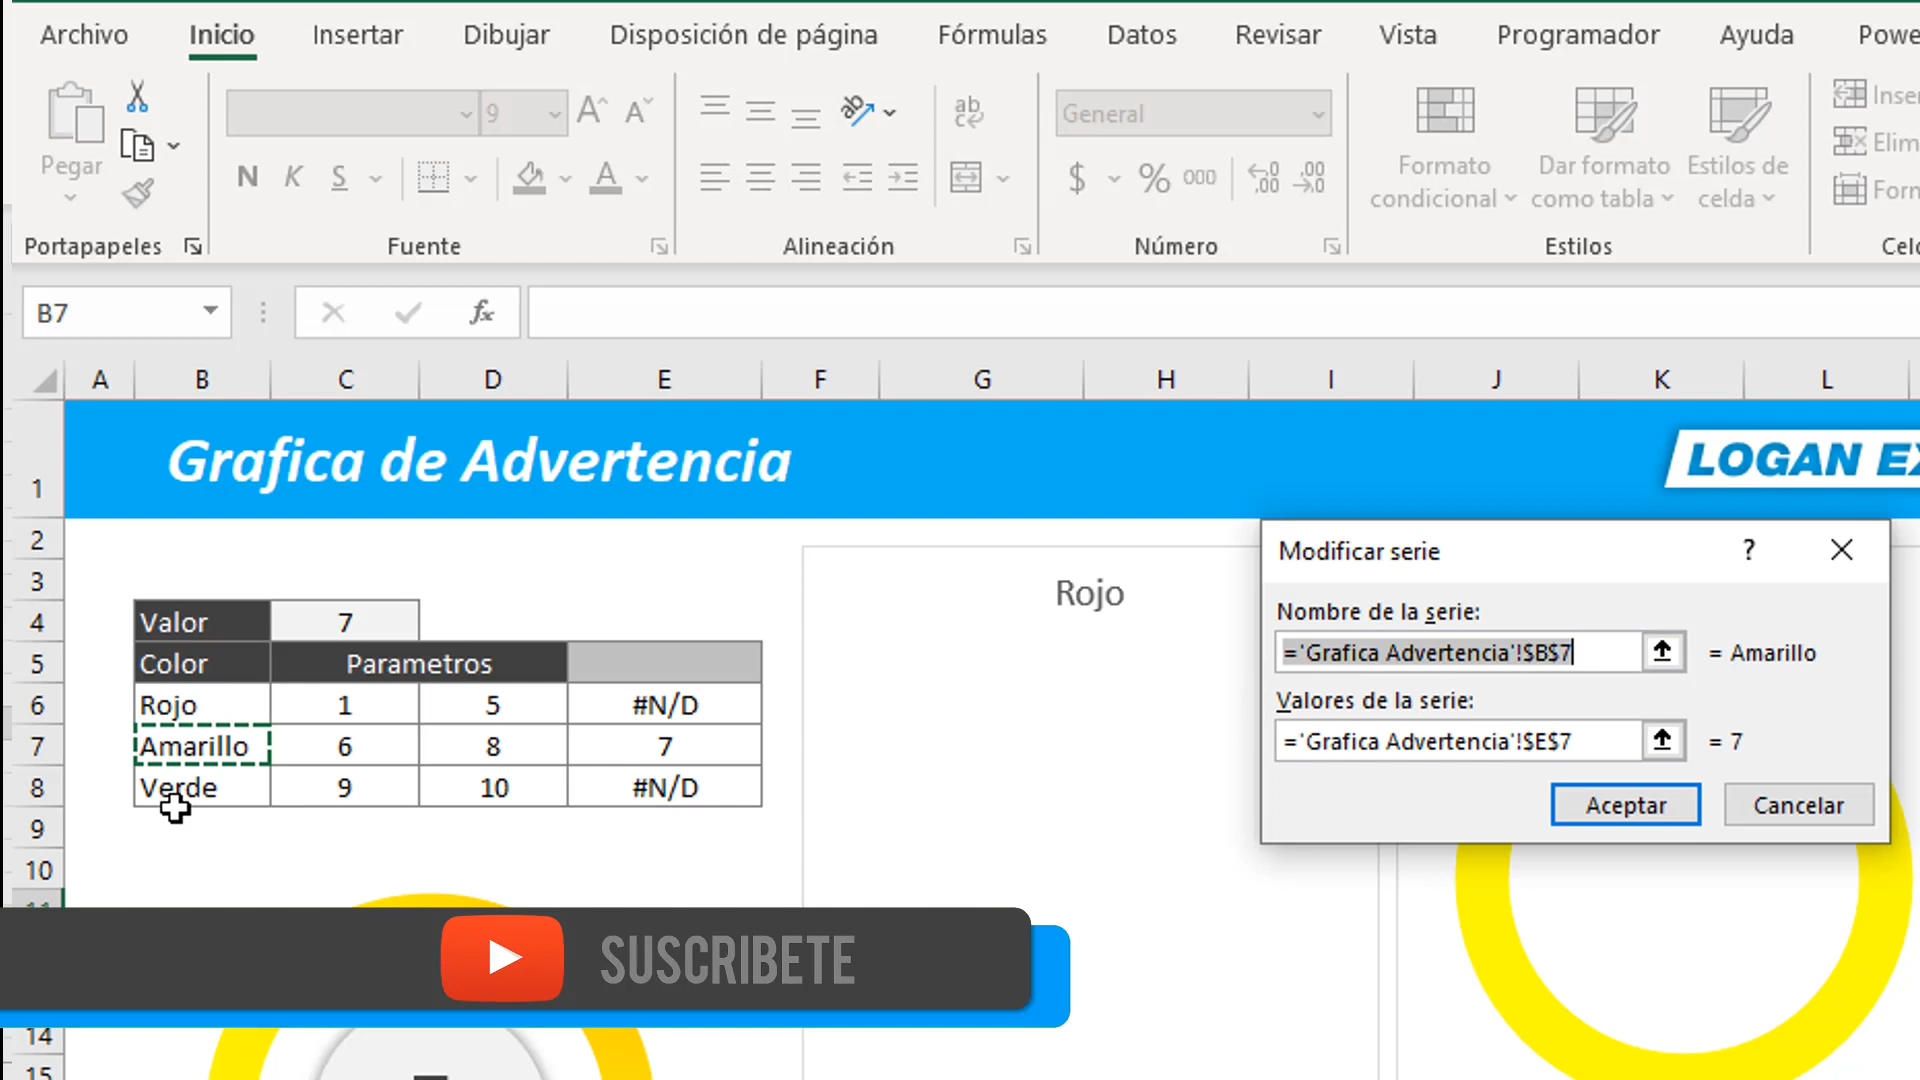 Archivo Inicio Insertar Dibujar Disposición de página Fórmulas Datos Revisar Vista Programador Ayuda
9 A A ab General
Pegar
N K S A $ % 000
Formato condicional
Dar formato como tabla
Estilos de celda
Portapapeles Fuente Alineación Número Estilos
B7 fx
A B C D E F G H I J K L
1 Grafica de Advertencia LOGAN
2
3
4 Valor 7
5 Color Parametros
6 Rojo 1 5 #N/D
7 Amarillo 6 8 7
8 Verde 9 10 #N/D
9
10
14
15
Rojo
Modificar serie ?
Nombre de la serie:
='Grafica Advertencia'!$B$7 = Amarillo
Valores de la serie:
='Grafica Advertencia'!$E$7 = 7
Aceptar Cancelar
SUSCRIBETE